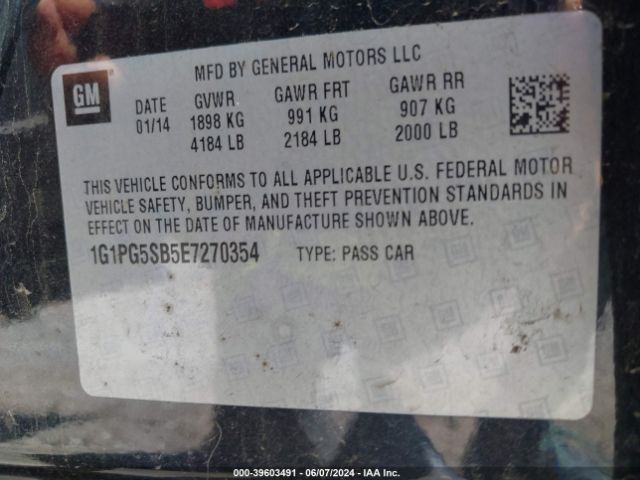 MFD BY GENERAL MOTORS LLC
GM
DATE GVWR GAWR FRT GAWR RR
01/14 1898 KG 991 KG 907 KG
4184 LB 2184 LB 2000 LB
THIS VEHICLE CONFORMS TO ALL APPLICABLE U.S. FEDERAL MOTOR
VEHICLE SAFETY, BUMPER, AND THEFT PREVENTION STANDARDS IN
EFFECT ON THE DATE OF MANUFACTURE SHOWN ABOVE.
1G1PG5SB5E7270354 TYPE: PASS CAR
000-39603491 - 06/07/2024 - IAA Inc.